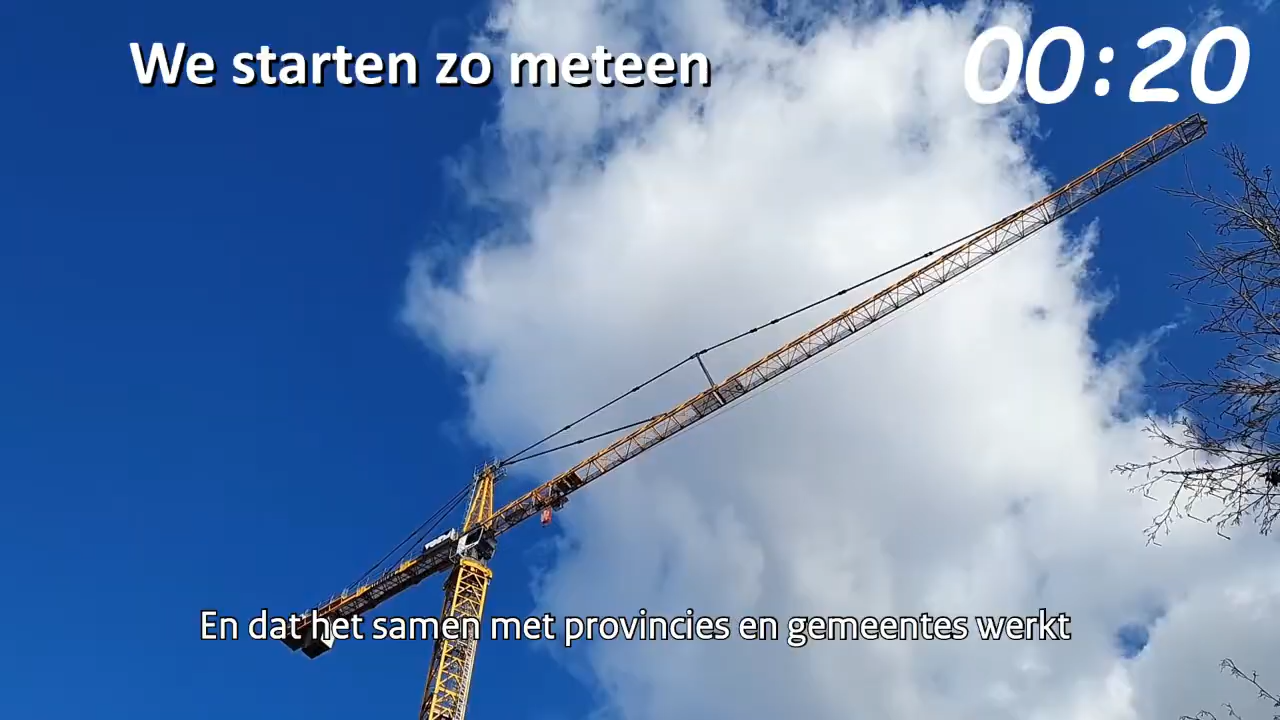 We starten zo meteen
00:20
En dat het samen met provincies en gemeentes werkt